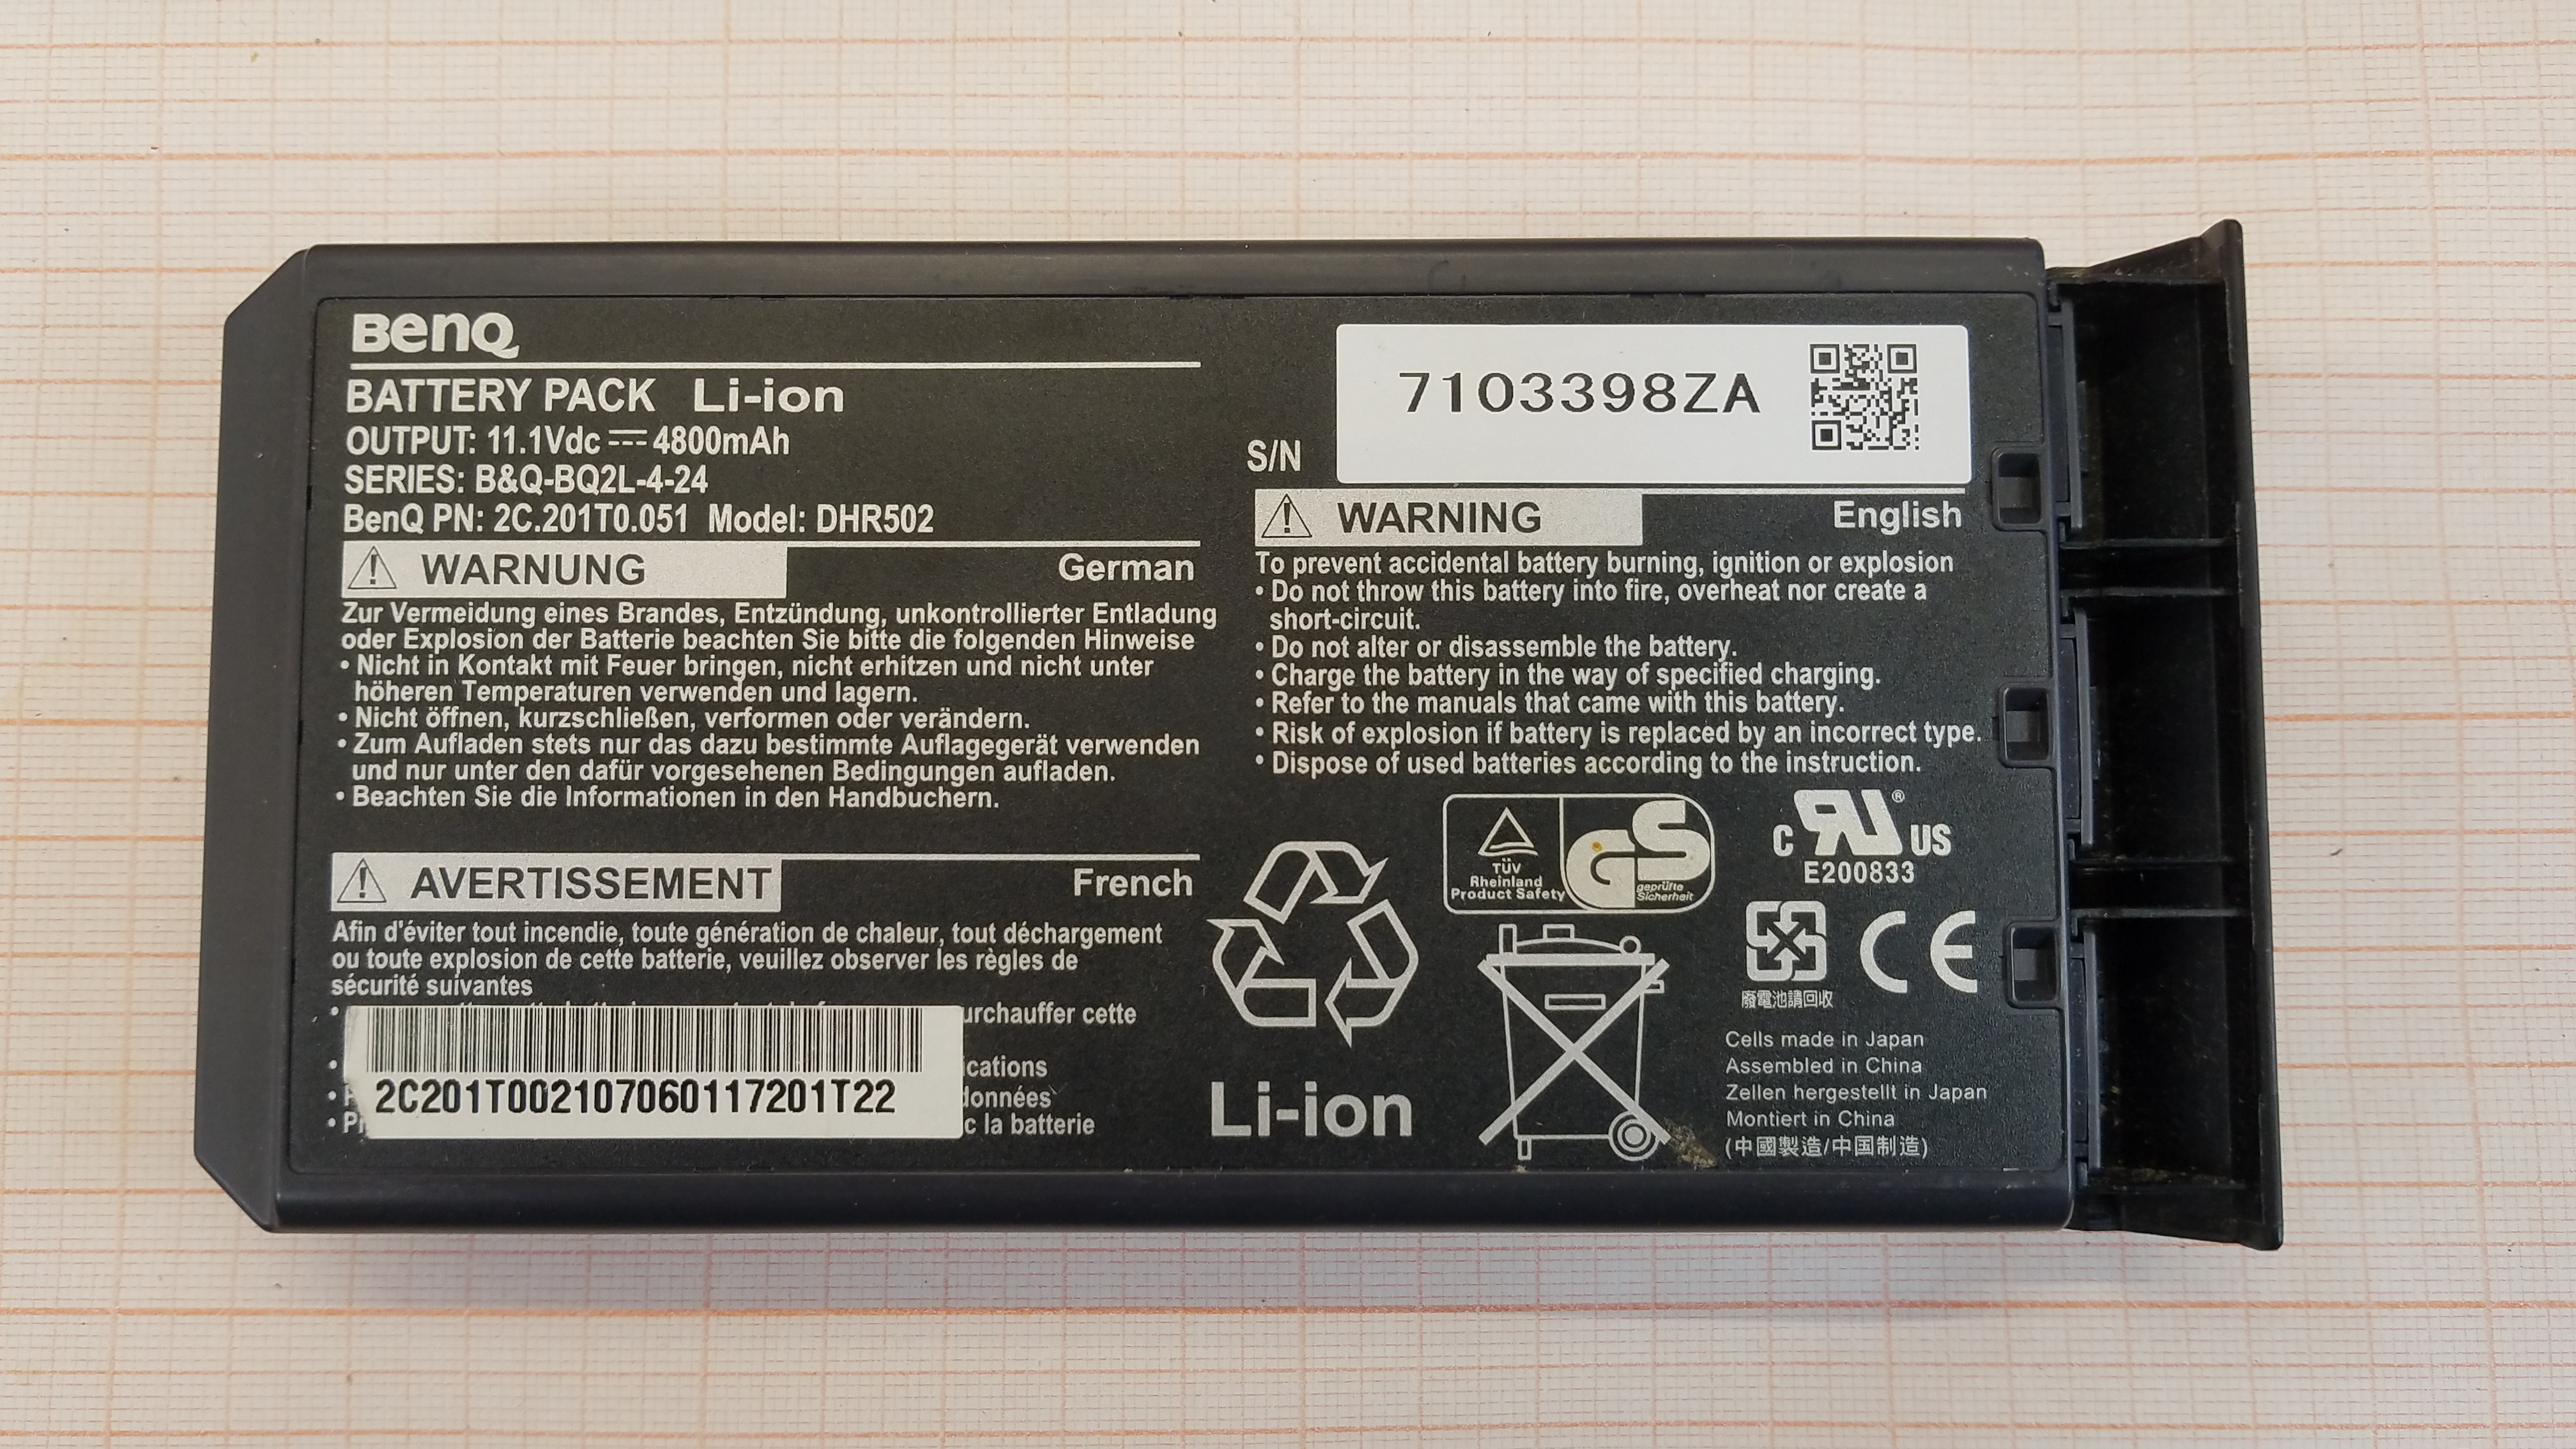 BenQ
BATTERY PACK Li-ion
OUTPUT: 11.1Vdc 4800mAh
SERIES: B&Q-BQ2L-4-24
BenQ PN: 2C.201T0.051 Model: DHR502
WARNUNG German
Zur Vermeidung eines Brandes, Entzündung, unkontrollierter Entladung
oder Explosion der Batterie beachten Sie bitte die folgenden Hinweise
• Nicht in Kontakt mit Feuer bringen, nicht erhitzen und nicht unter
höheren Temperaturen verwenden und lagern.
• Nicht öffnen, kurzschließen, verformen oder verändern.
• Zum Aufladen stets nur das dazu bestimmte Auflagegerät verwenden
und nur unter den dafür vorgesehenen Bedingungen aufladen.
• Beachten Sie die Informationen in den Handbuchern.
AVERTISSEMENT French
Afin d'éviter tout incendie, toute génération de chaleur, tout déchargement
ou toute explosion de cette batterie, veuillez observer les règles de
sécurité suivantes
• urchauffer cette
• ications
• données
• c la batterie
2C201T002107060117201T22
S/N
7103398ZA
WARNING English
To prevent accidental battery burning, ignition or explosion
• Do not throw this battery into fire, overheat nor create a
short-circuit.
• Do not alter or disassemble the battery.
• Charge the battery in the way of specified charging.
• Refer to the manuals that came with this battery.
• Risk of explosion if battery is replaced by an incorrect type.
• Dispose of used batteries according to the instruction.
Li-ion
TÜV
Rheinland
Product Safety
GS
geprüfte
Sicherheit
C RU ® US
E200833
廢電池請回收
CE
Cells made in Japan
Assembled in China
Zellen hergestellt in Japan
Montiert in China
(中國製造/中国制造)